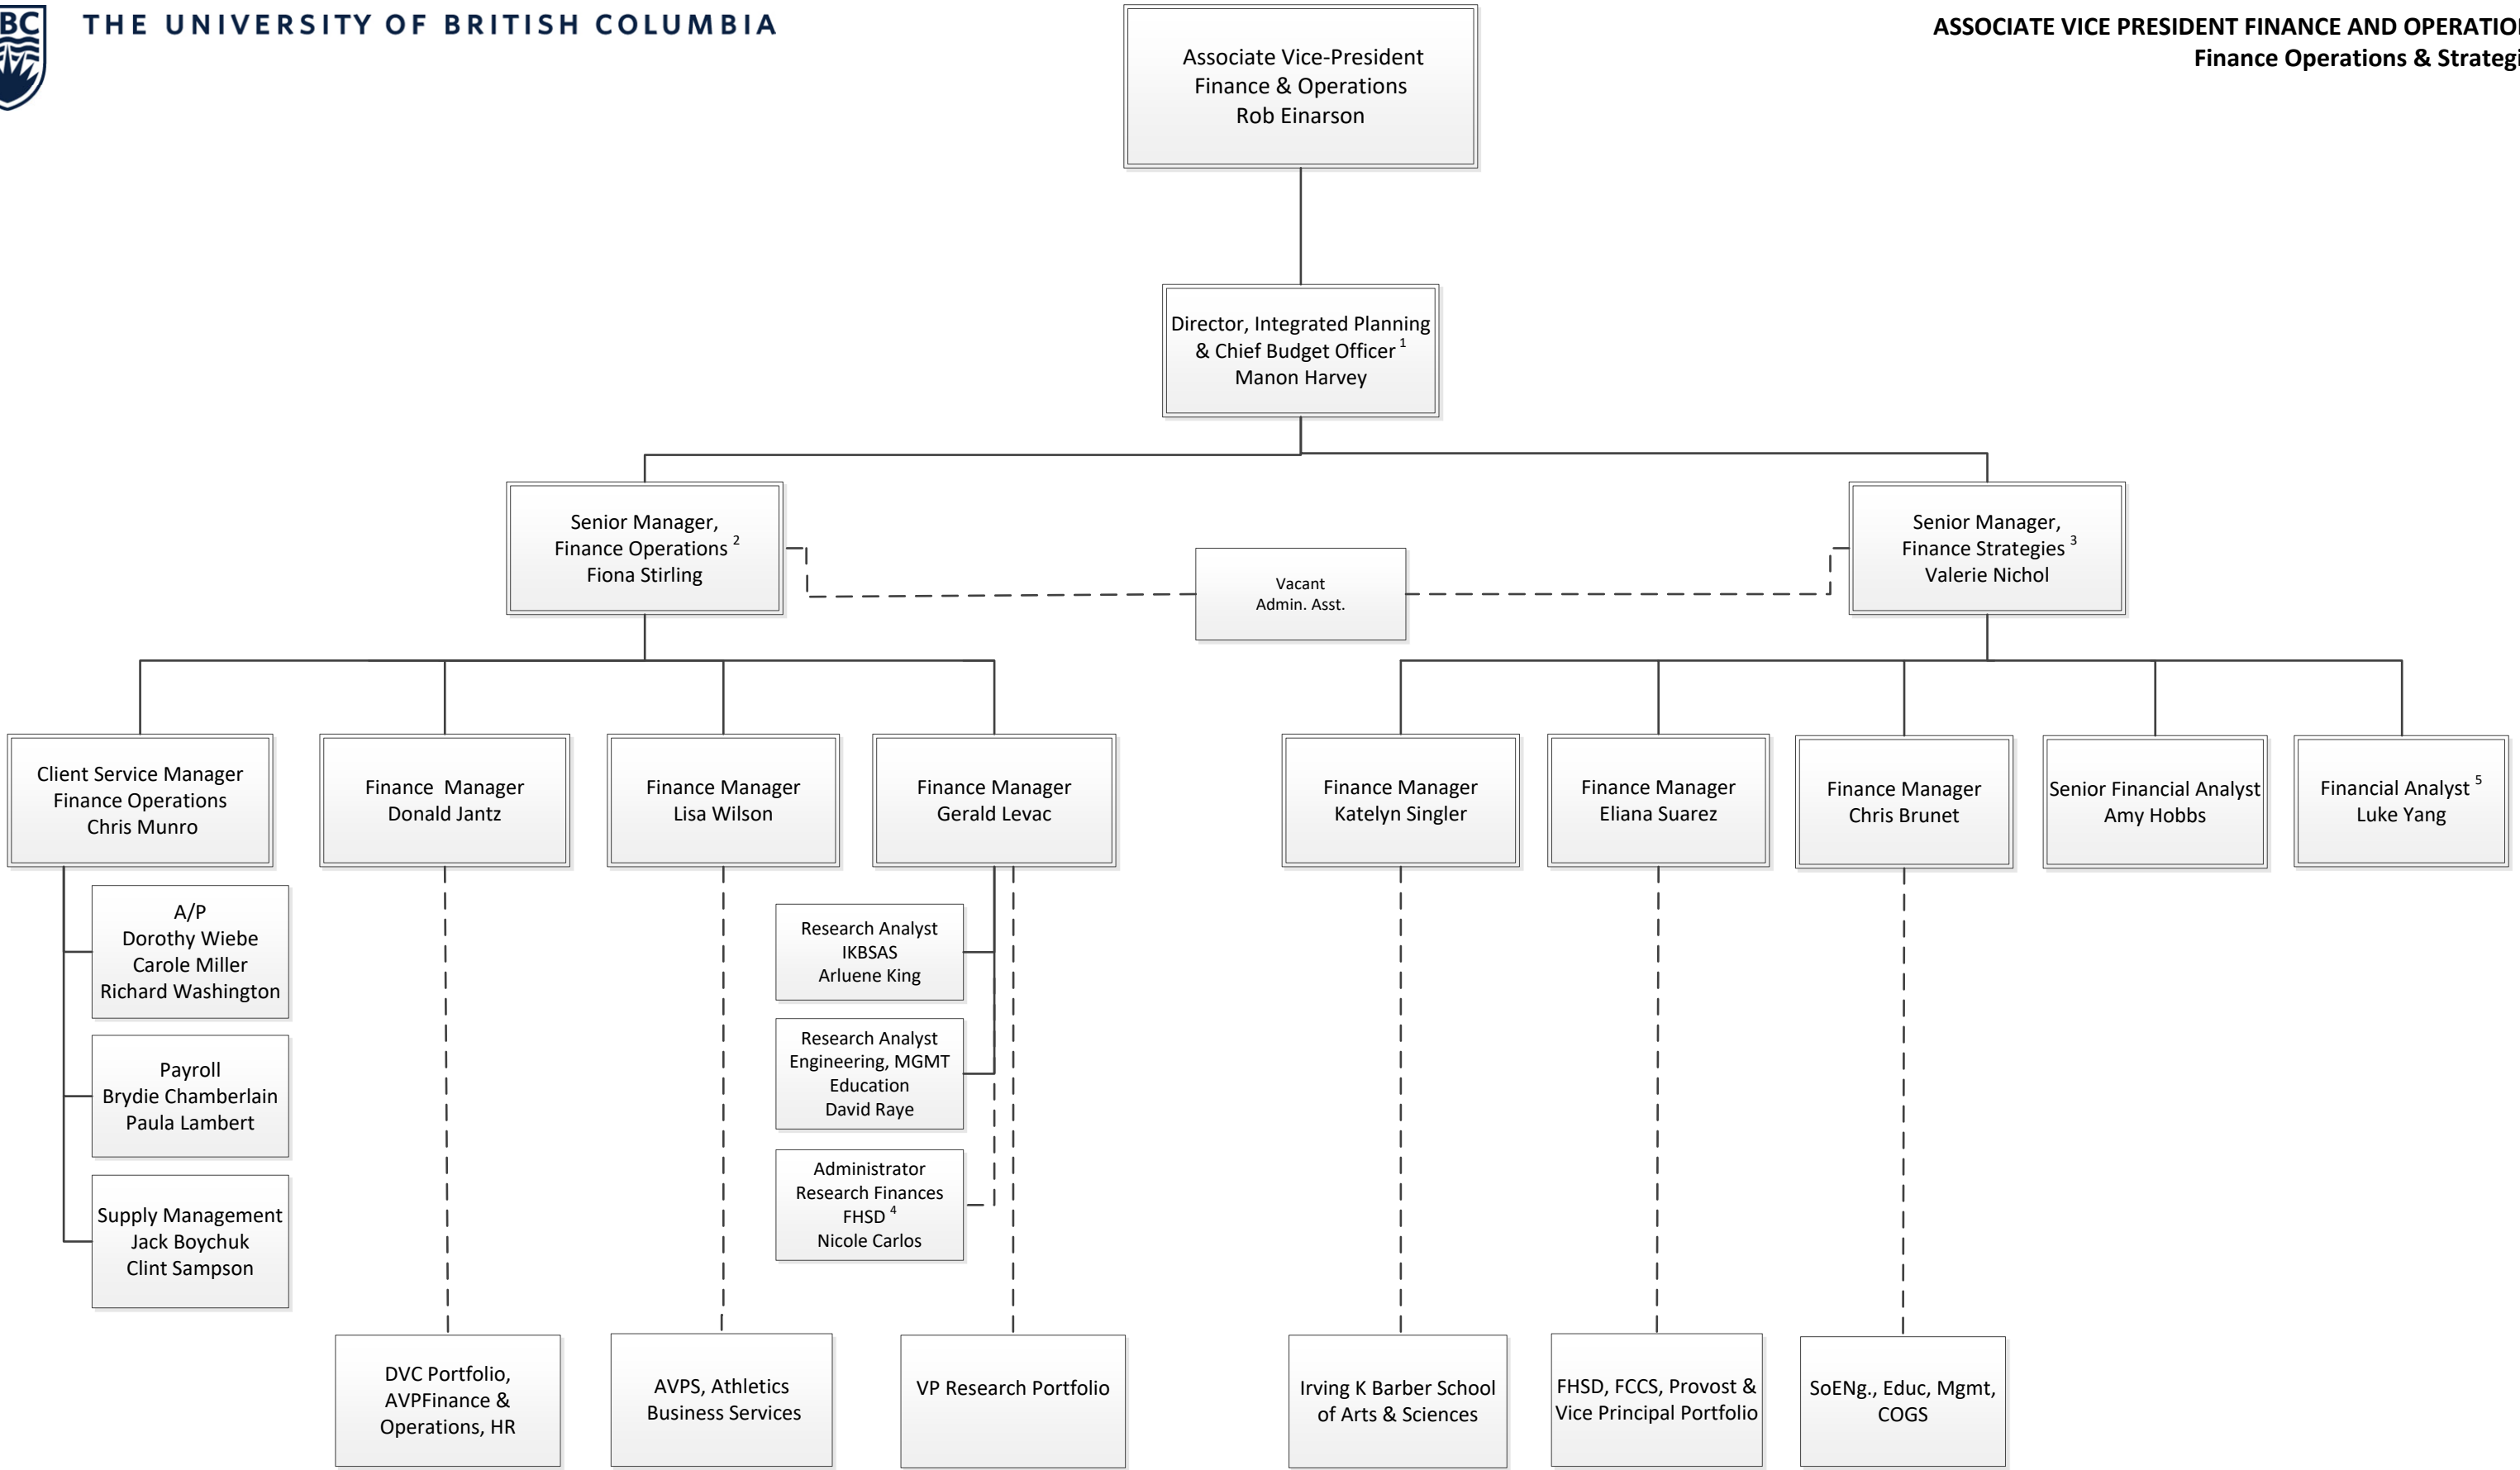 BC
THE UNIVERSITY OF BRITISH COLUMBIA
ASSOCIATE VICE PRESIDENT FINANCE AND OPERATIO
Finance Operations & Strategi
Associate Vice-President
Finance & Operations
Rob Einarson
Director, Integrated Planning
& Chief Budget Officer 1
Manon Harvey
Senior Manager,
Finance Operations 2
Fiona Stirling
Vacant
Admin. Asst.
Senior Manager,
Finance Strategies 3
Valerie Nichol
Client Service Manager
Finance Operations
Chris Munro
Finance Manager
Donald Jantz
Finance Manager
Lisa Wilson
Finance Manager
Gerald Levac
Finance Manager
Katelyn Singler
Finance Manager
Eliana Suarez
Finance Manager
Chris Brunet
Senior Financial Analyst
Amy Hobbs
Financial Analyst 5
Luke Yang
A/P
Dorothy Wiebe
Carole Miller
Richard Washington
Payroll
Brydie Chamberlain
Paula Lambert
Supply Management
Jack Boychuk
Clint Sampson
Research Analyst
IKBSAS
Arluene King
Research Analyst
Engineering, MGMT
Education
David Raye
Administrator
Research Finances
FHSD 4
Nicole Carlos
DVC Portfolio,
AVPFinance &
Operations, HR
AVPS, Athletics
Business Services
VP Research Portfolio
Irving K Barber School
of Arts & Sciences
FHSD, FCCS, Provost &
Vice Principal Portfolio
SoENg., Educ, Mgmt,
COGS